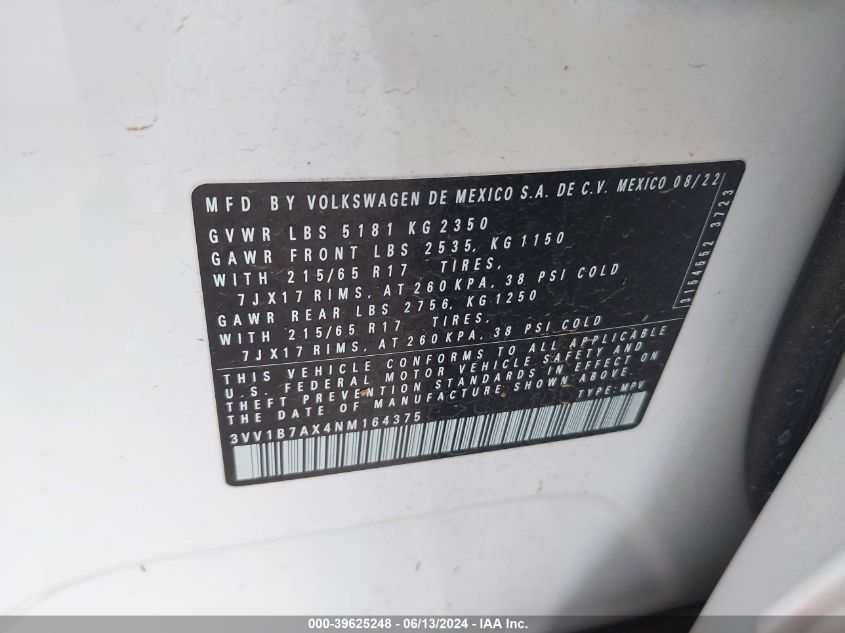 MFD BY VOLKSWAGEN DE MEXICO S.A. DE C.V. MEXICO 08/22
GVWR LBS 5181 KG 2350
GAWR FRONT LBS 2535, KG 1150
WITH 215/65 R17 TIRES,
7JX17 RIMS, AT 260 KPA, 38 PSI COLD
GAWR REAR LBS 2756, KG 1250
WITH 215/65 R17 TIRES,
7JX17 RIMS, AT 260 KPA, 38 PSI COLD
THIS VEHICLE CONFORMS TO ALL APPLICABLE
U.S. FEDERAL MOTOR VEHICLE SAFETY AND
THEFT PREVENTION STANDARDS IN EFFECT ON
THE DATE OF MANUFACTURE SHOWN ABOVE.
3VV1B7AX4NM164375 TYPE: MPV
3164652 3723
000-39625248 - 06/13/2024 - IAA Inc.